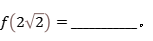 f(2√2) = ________。